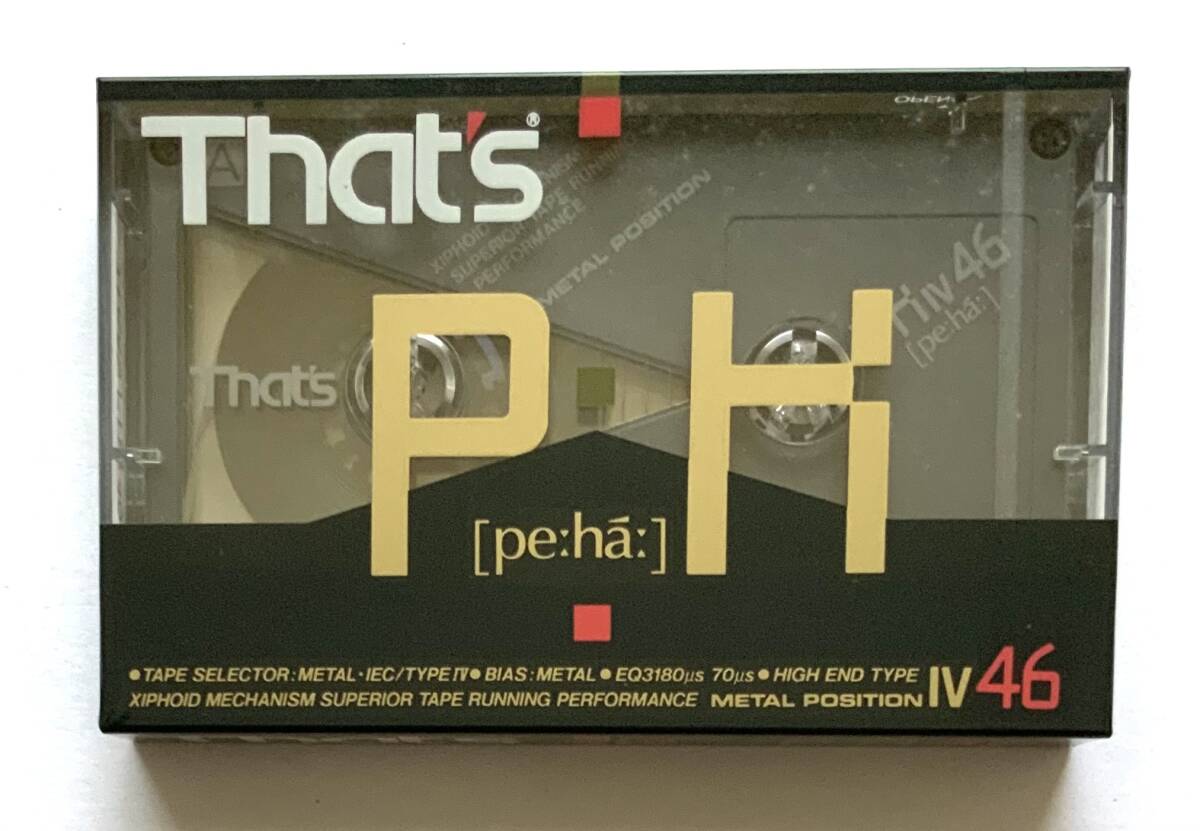 That's®
OPEN
A
XIPHOID
SUPERIOR TAPE RUNNING
PERFORMANCE
METAL POSITION
IV 46
[pe:há:]
That's
PH
[pe:há:]
•TAPE SELECTOR:METAL·IEC/TYPE IV•BIAS:METAL•EQ3180µs 70µs•HIGH END TYPE
XIPHOID MECHANISM SUPERIOR TAPE RUNNING PERFORMANCE METAL POSITION IV 46